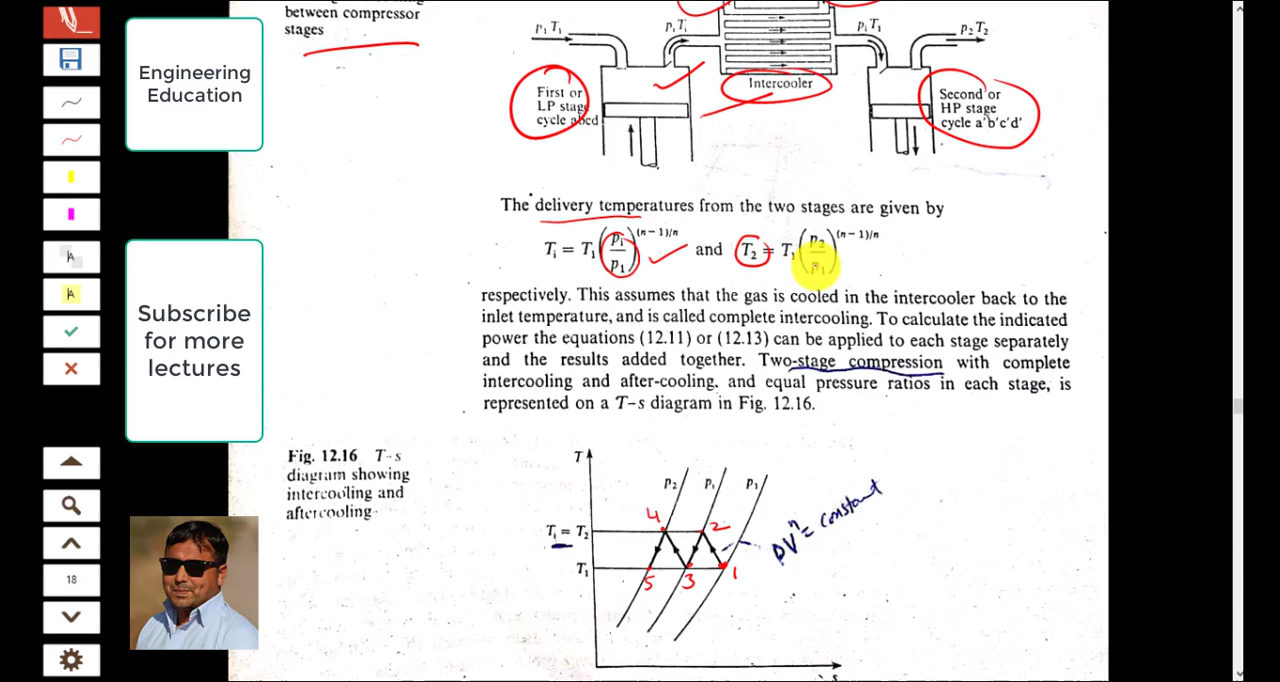 between compressor
stages
Engineering
Education
p₁ T₁
pᵢ Tᵢ
pᵢ T₁
p₂ T₂
Intercooler
First or
LP stage
cycle abcd
Second or
HP stage
cycle a'b'c'd'
The delivery temperatures from the two stages are given by
Tᵢ = T₁(pᵢ/p₁)^(n−1)/n and T₂ = T₁(p₂/pᵢ)^(n−1)/n
respectively. This assumes that the gas is cooled in the intercooler back to the
inlet temperature, and is called complete intercooling. To calculate the indicated
power the equations (12.11) or (12.13) can be applied to each stage separately
and the results added together. Two-stage compression with complete
intercooling and after-cooling, and equal pressure ratios in each stage, is
represented on a T-s diagram in Fig. 12.16.
Subscribe
for more
lectures
Fig. 12.16 T-s
diagram showing
intercooling and
aftercooling
T
p₂
pᵢ
p₁
4
2
Tᵢ = T₂
T₁
5
3
1
PVⁿ = constant
18